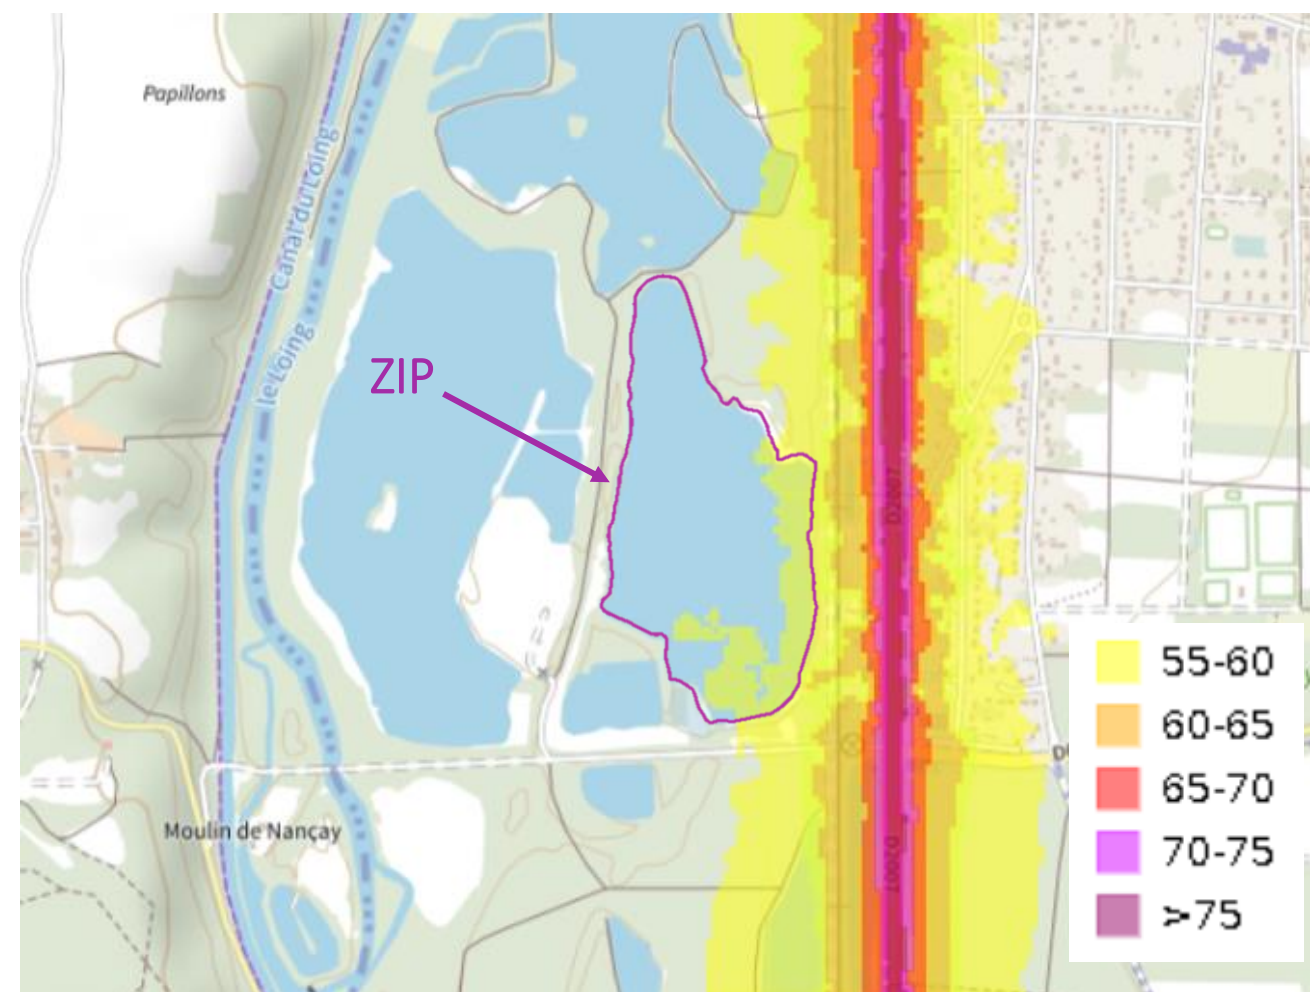 Papillons
Canal du Loing
le Loing
ZIP
D2007
D2007
Moulin de Nançay
55-60
60-65
65-70
70-75
>75